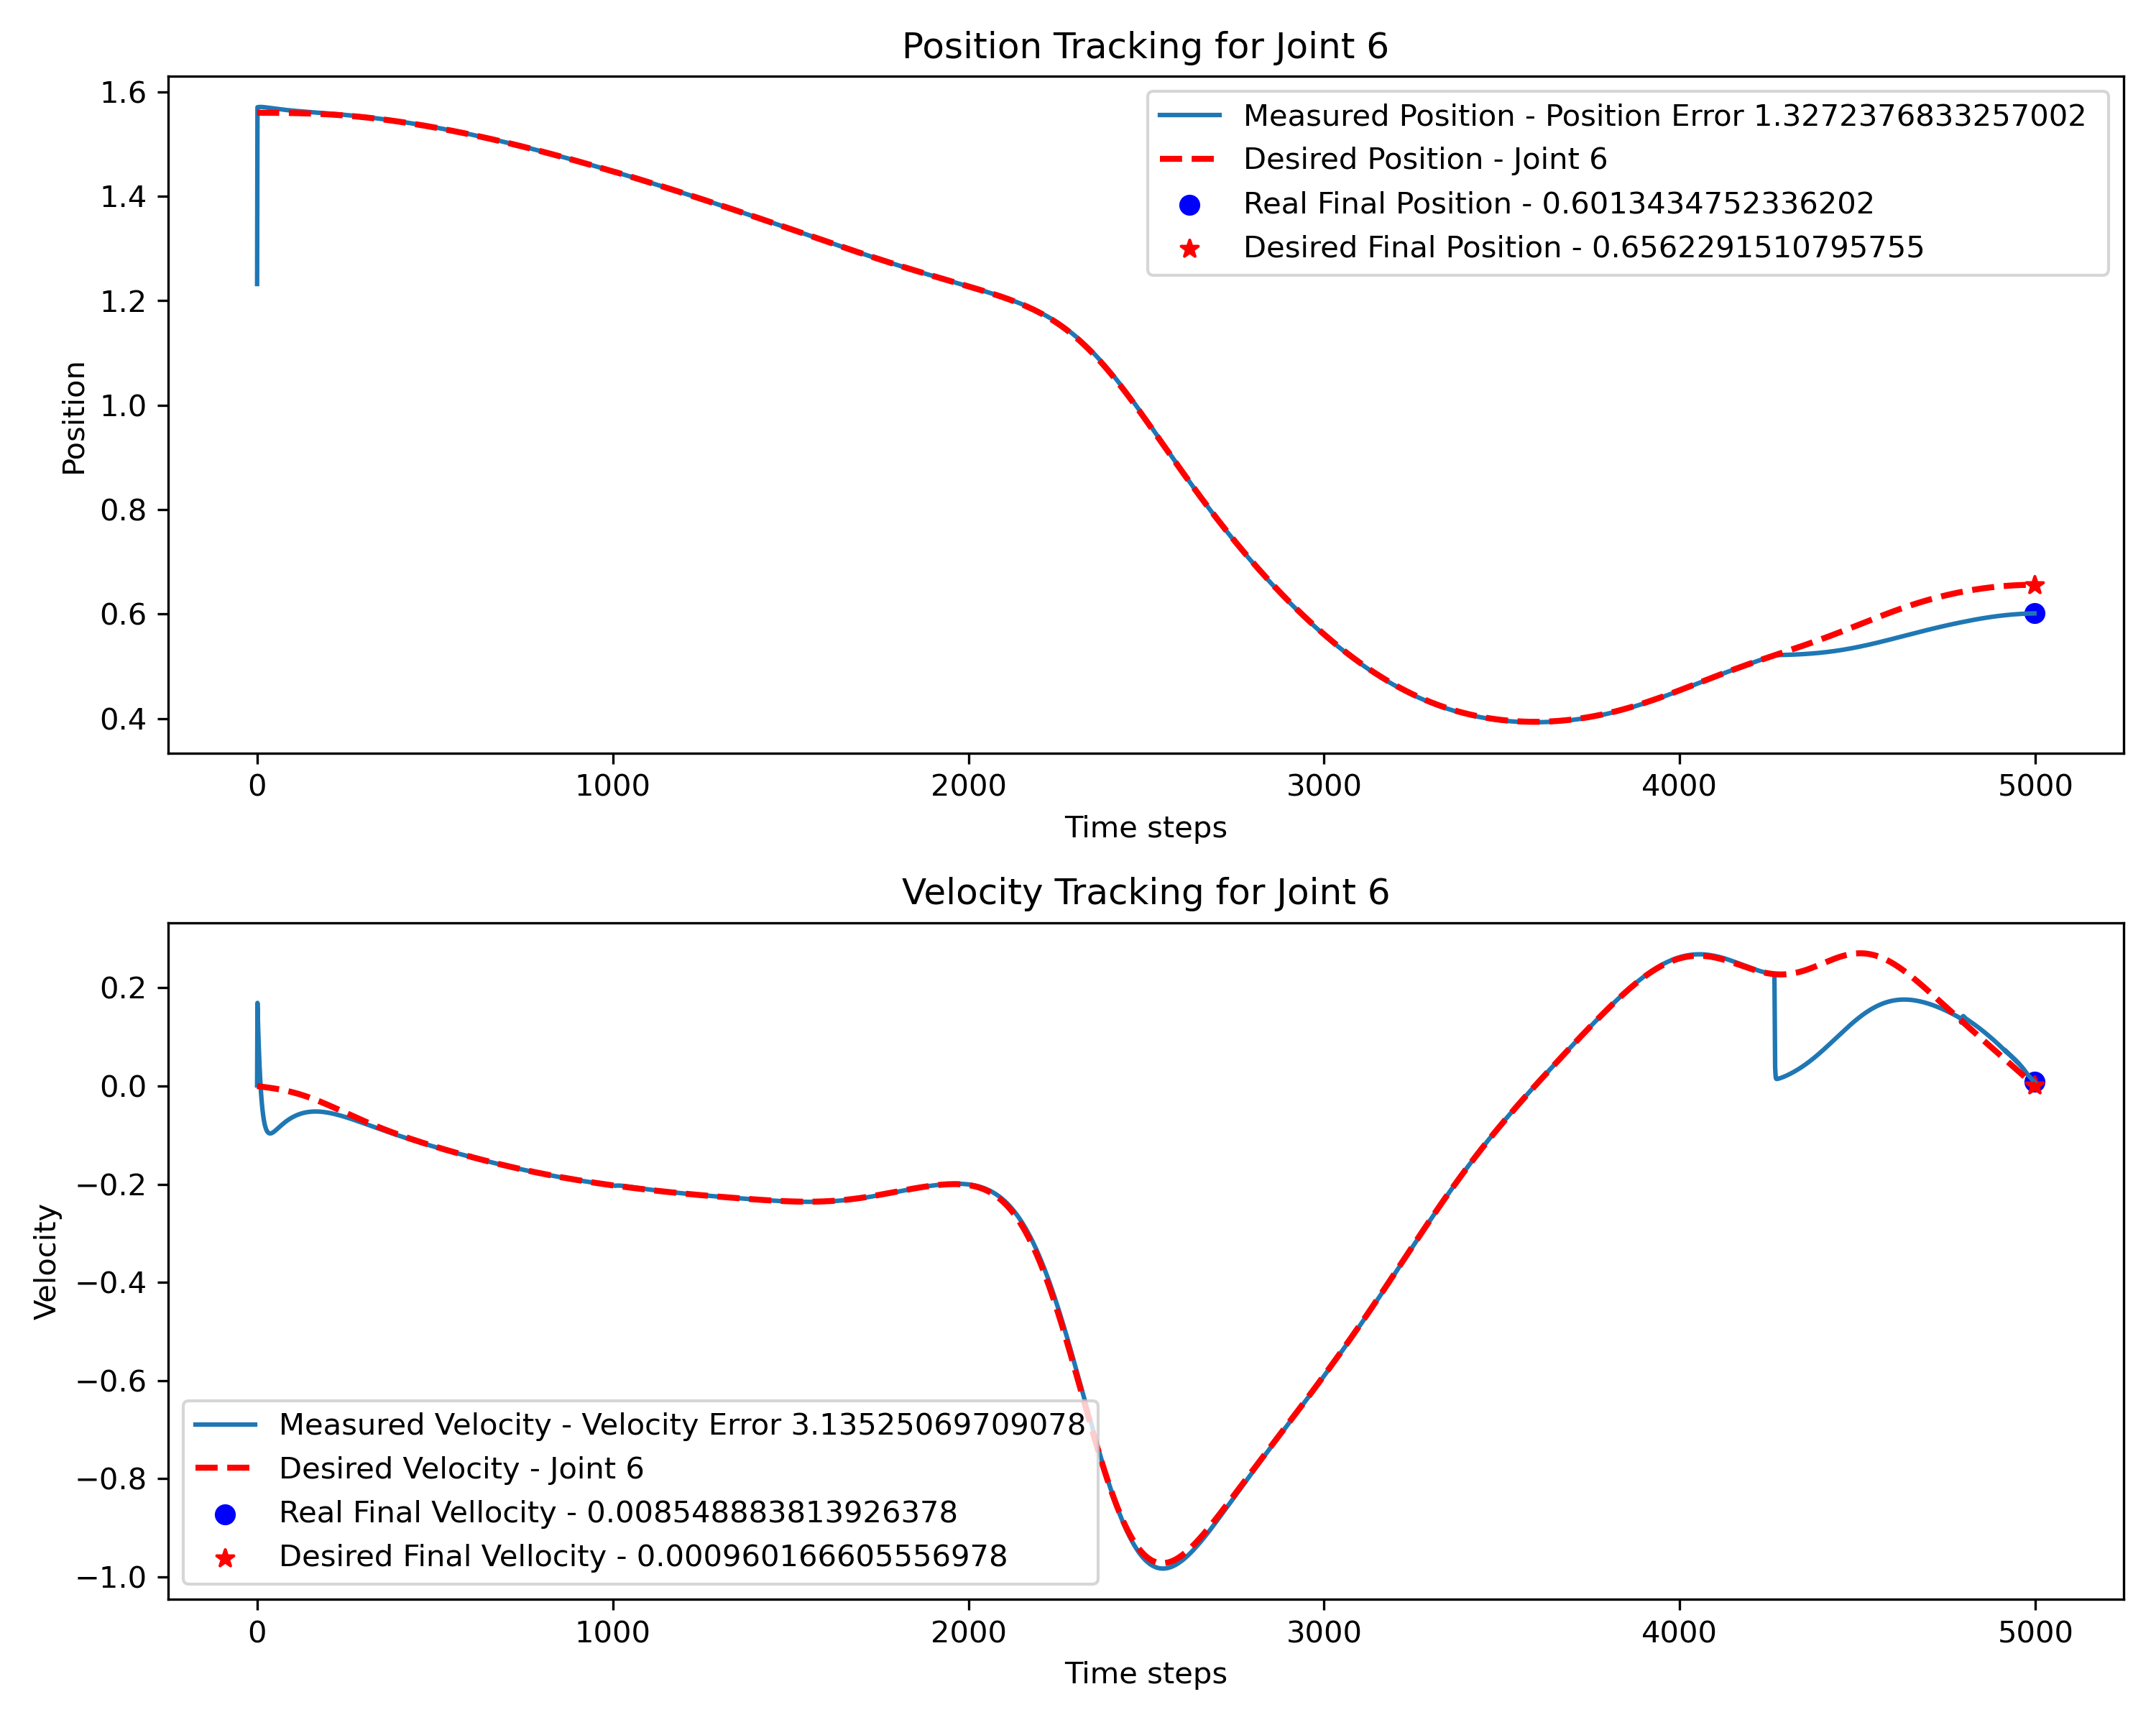 Position Tracking for Joint 6
1.6
1.4
1.2
1.0
0.8
0.6
0.4
Position
Measured Position - Position Error 1.3272376833257002
Desired Position - Joint 6
Real Final Position - 0.6013434752336202
Desired Final Position - 0.6562291510795755
0 1000 2000 3000 4000 5000
Time steps
Velocity Tracking for Joint 6
0.2
0.0
−0.2
−0.4
−0.6
−0.8
−1.0
Velocity
Measured Velocity - Velocity Error 3.13525069709078
Desired Velocity - Joint 6
Real Final Vellocity - 0.008548883813926378
Desired Final Vellocity - 0.000960166605556978
0 1000 2000 3000 4000 5000
Time steps